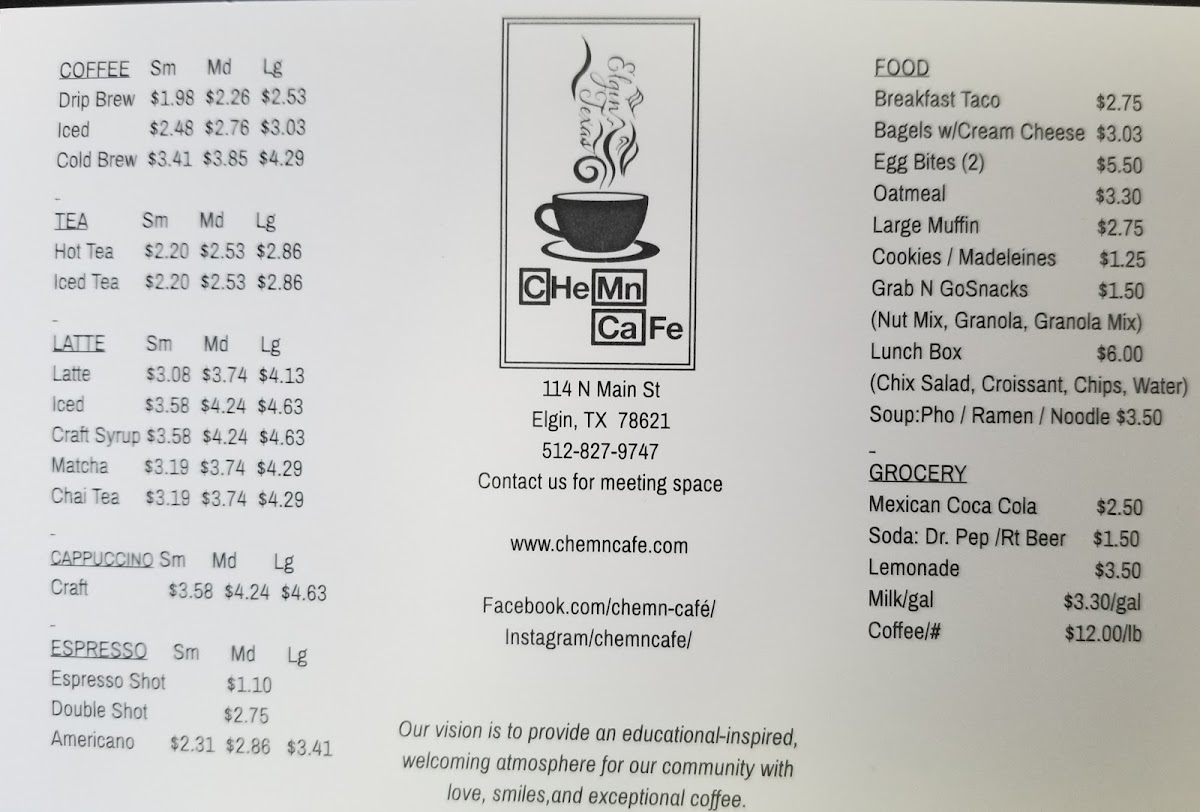 COFFEE Sm Md Lg
Drip Brew $1.98 $2.26 $2.53
Iced $2.48 $2.76 $3.03
Cold Brew $3.41 $3.85 $4.29
-
TEA Sm Md Lg
Hot Tea $2.20 $2.53 $2.86
Iced Tea $2.20 $2.53 $2.86
-
LATTE Sm Md Lg
Latte $3.08 $3.74 $4.13
Iced $3.58 $4.24 $4.63
Craft Syrup $3.58 $4.24 $4.63
Matcha $3.19 $3.74 $4.29
Chai Tea $3.19 $3.74 $4.29
-
CAPPUCCINO Sm Md Lg
Craft $3.58 $4.24 $4.63
-
ESPRESSO Sm Md Lg
Espresso Shot $1.10
Double Shot $2.75
Americano $2.31 $2.86 $3.41
Elgin
Texas
CHeMn
CaFe
114 N Main St
Elgin, TX 78621
512-827-9747
Contact us for meeting space
www.chemncafe.com
Facebook.com/chemn-café/
Instagram/chemncafe/
Our vision is to provide an educational-inspired,
welcoming atmosphere for our community with
love, smiles,and exceptional coffee.
FOOD
Breakfast Taco $2.75
Bagels w/Cream Cheese $3.03
Egg Bites (2) $5.50
Oatmeal $3.30
Large Muffin $2.75
Cookies / Madeleines $1.25
Grab N GoSnacks $1.50
(Nut Mix, Granola, Granola Mix)
Lunch Box $6.00
(Chix Salad, Croissant, Chips, Water)
Soup:Pho / Ramen / Noodle $3.50
-
GROCERY
Mexican Coca Cola $2.50
Soda: Dr. Pep /Rt Beer $1.50
Lemonade $3.50
Milk/gal $3.30/gal
Coffee/# $12.00/lb